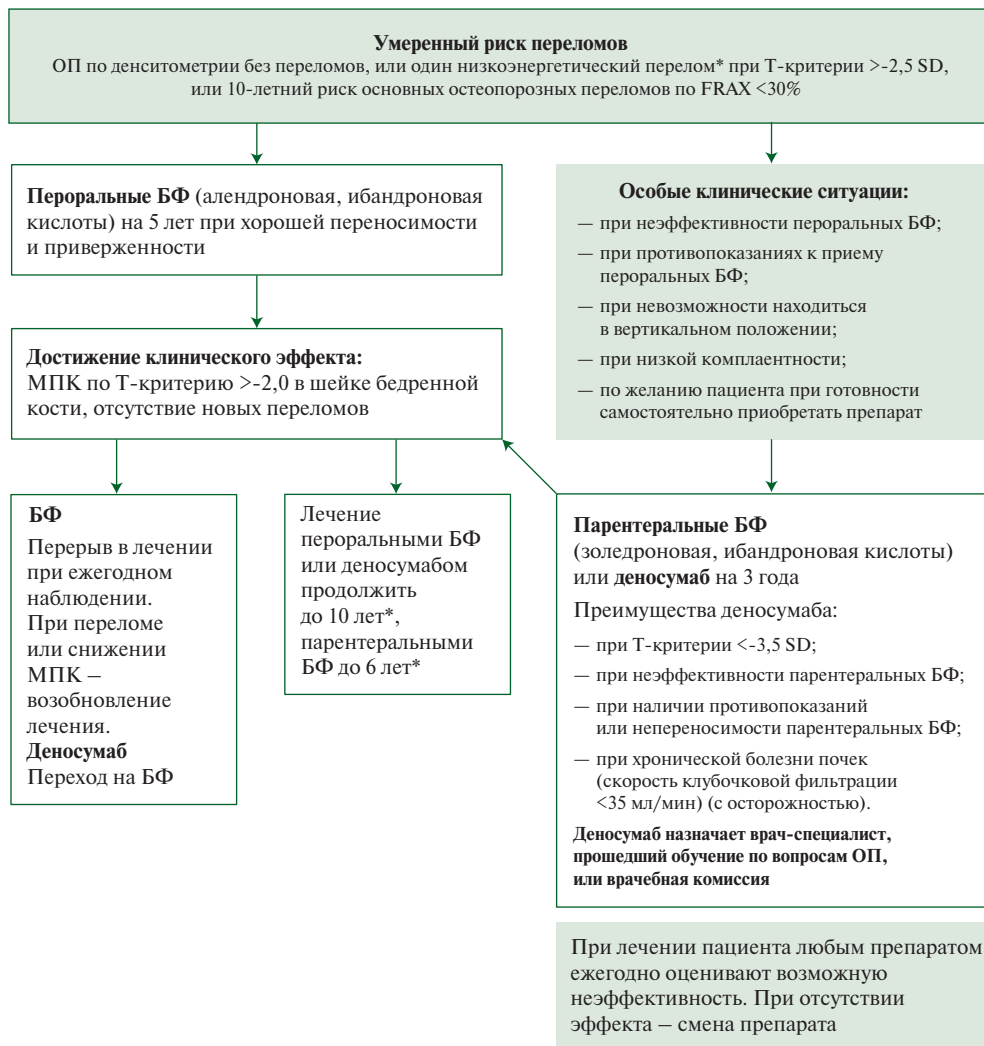 Умеренный риск переломов
ОП по денситометрии без переломов, или один низкоэнергетический перелом* при Т-критерии >-2,5 SD,
или 10-летний риск основных остеопорозных переломов по FRAX <30%
Пероральные БФ (алендроновая, ибандроновая
кислоты) на 5 лет при хорошей переносимости
и приверженности
Достижение клинического эффекта:
МПК по Т-критерию >-2,0 в шейке бедренной
кости, отсутствие новых переломов
БФ
Перерыв в лечении
при ежегодном
наблюдении.
При переломе
или снижении
МПК –
возобновление
лечения.
Деносумаб
Переход на БФ
Лечение
пероральными БФ
или деносумабом
продолжить
до 10 лет*,
парентеральными
БФ до 6 лет*
Особые клинические ситуации:
— при неэффективности пероральных БФ;
— при противопоказаниях к приему
пероральных БФ;
— при невозможности находиться
в вертикальном положении;
— при низкой комплаентности;
— по желанию пациента при готовности
самостоятельно приобретать препарат
Парентеральные БФ
(золедроновая, ибандроновая кислоты)
или деносумаб на 3 года
Преимущества деносумаба:
— при Т-критерии <-3,5 SD;
— при неэффективности парентеральных БФ;
— при наличии противопоказаний
или непереносимости парентеральных БФ;
— при хронической болезни почек
(скорость клубочковой фильтрации
<35 мл/мин) (с осторожностью).
Деносумаб назначает врач-специалист,
прошедший обучение по вопросам ОП,
или врачебная комиссия
При лечении пациента любым препаратом
ежегодно оценивают возможную
неэффективность. При отсутствии
эффекта – смена препарата